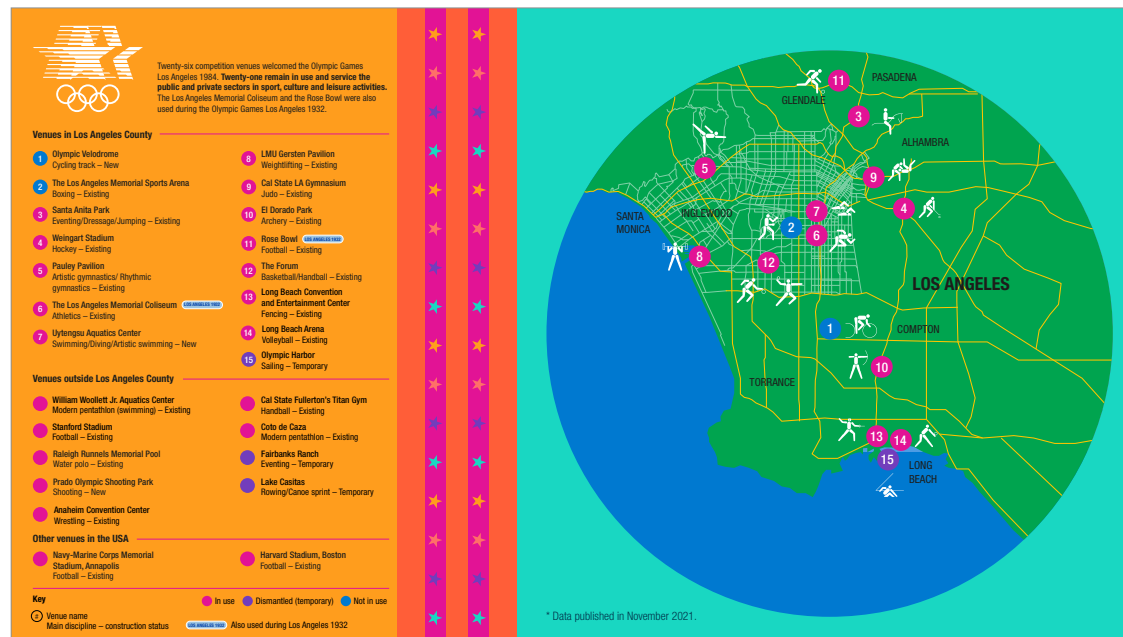 Twenty-six competition venues welcomed the Olympic Games
Los Angeles 1984. Twenty-one remain in use and service the
public and private sectors in sport, culture and leisure activities.
The Los Angeles Memorial Coliseum and the Rose Bowl were also
used during the Olympic Games Los Angeles 1932.
Venues in Los Angeles County
1 Olympic Velodrome
Cycling track – New
2 The Los Angeles Memorial Sports Arena
Boxing – Existing
3 Santa Anita Park
Eventing/Dressage/Jumping – Existing
4 Weingart Stadium
Hockey – Existing
5 Pauley Pavilion
Artistic gymnastics/ Rhythmic
gymnastics – Existing
6 The Los Angeles Memorial Coliseum LOS ANGELES 1932
Athletics – Existing
7 Uytengsu Aquatics Center
Swimming/Diving/Artistic swimming – New
8 LMU Gersten Pavilion
Weightlifting – Existing
9 Cal State LA Gymnasium
Judo – Existing
10 El Dorado Park
Archery – Existing
11 Rose Bowl LOS ANGELES 1932
Football – Existing
12 The Forum
Basketball/Handball – Existing
13 Long Beach Convention
and Entertainment Center
Fencing – Existing
14 Long Beach Arena
Volleyball – Existing
15 Olympic Harbor
Sailing – Temporary
Venues outside Los Angeles County
William Woollett Jr. Aquatics Center
Modern pentathlon (swimming) – Existing
Stanford Stadium
Football – Existing
Raleigh Runnels Memorial Pool
Water polo – Existing
Prado Olympic Shooting Park
Shooting – New
Anaheim Convention Center
Wrestling – Existing
Cal State Fullerton's Titan Gym
Handball – Existing
Coto de Caza
Modern pentathlon – Existing
Fairbanks Ranch
Eventing – Temporary
Lake Casitas
Rowing/Canoe sprint – Temporary
Other venues in the USA
Navy-Marine Corps Memorial
Stadium, Annapolis
Football – Existing
Harvard Stadium, Boston
Football – Existing
Key
In use
Dismantled (temporary)
Not in use
# Venue name
Main discipline – construction status
LOS ANGELES 1932 Also used during Los Angeles 1932
11
PASADENA
GLENDALE
3
ALHAMBRA
5
9
4
SANTA
MONICA
INGLEWOOD
7
2
6
8
12
LOS ANGELES
1
COMPTON
10
TORRANCE
13
14
15
LONG
BEACH
* Data published in November 2021.